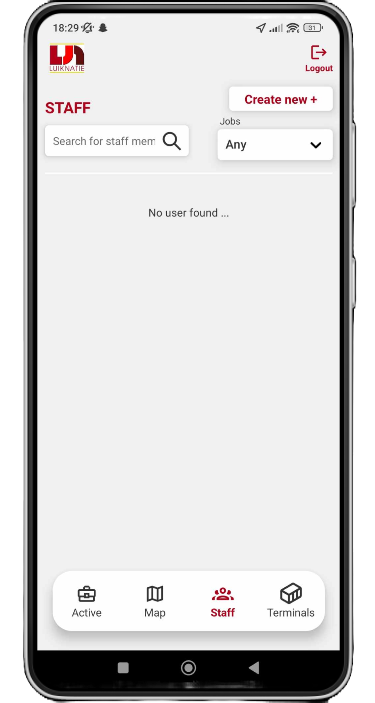 18:29
31
LIJKNATIE
Logout
STAFF
Create new +
Jobs
Search for staff mem
Any
No user found ...
Active
Map
Staff
Terminals